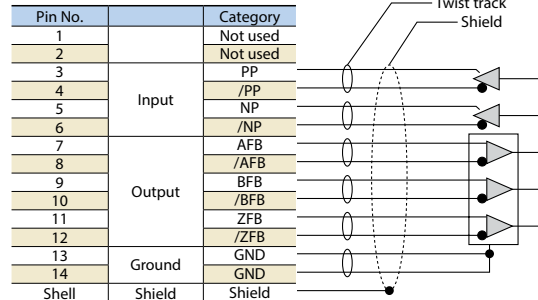 Twist track
Shield
Pin No. Category
1 Not used
2 Not used
3 PP
4 /PP
Input
5 NP
6 /NP
7 AFB
8 /AFB
9 BFB
Output
10 /BFB
11 ZFB
12 /ZFB
13 GND
Ground
14 GND
Shell Shield Shield